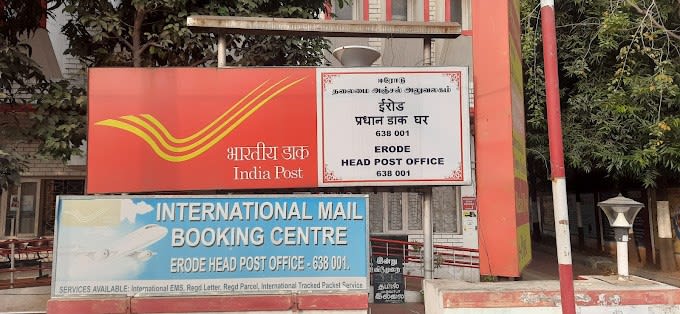 भारतीय डाक
India Post
ஈரோடு
தலைமை அஞ்சல் அலுவலகம்
ईरोड
प्रधान डाक घर
638 001
ERODE
HEAD POST OFFICE
638 001
INTERNATIONAL MAIL
BOOKING CENTRE
ERODE HEAD POST OFFICE - 638 001.
SERVICES AVAILABLE: International EMS, Regd Letter, Regd Parcel, International Tracked Packet Service
இன்று